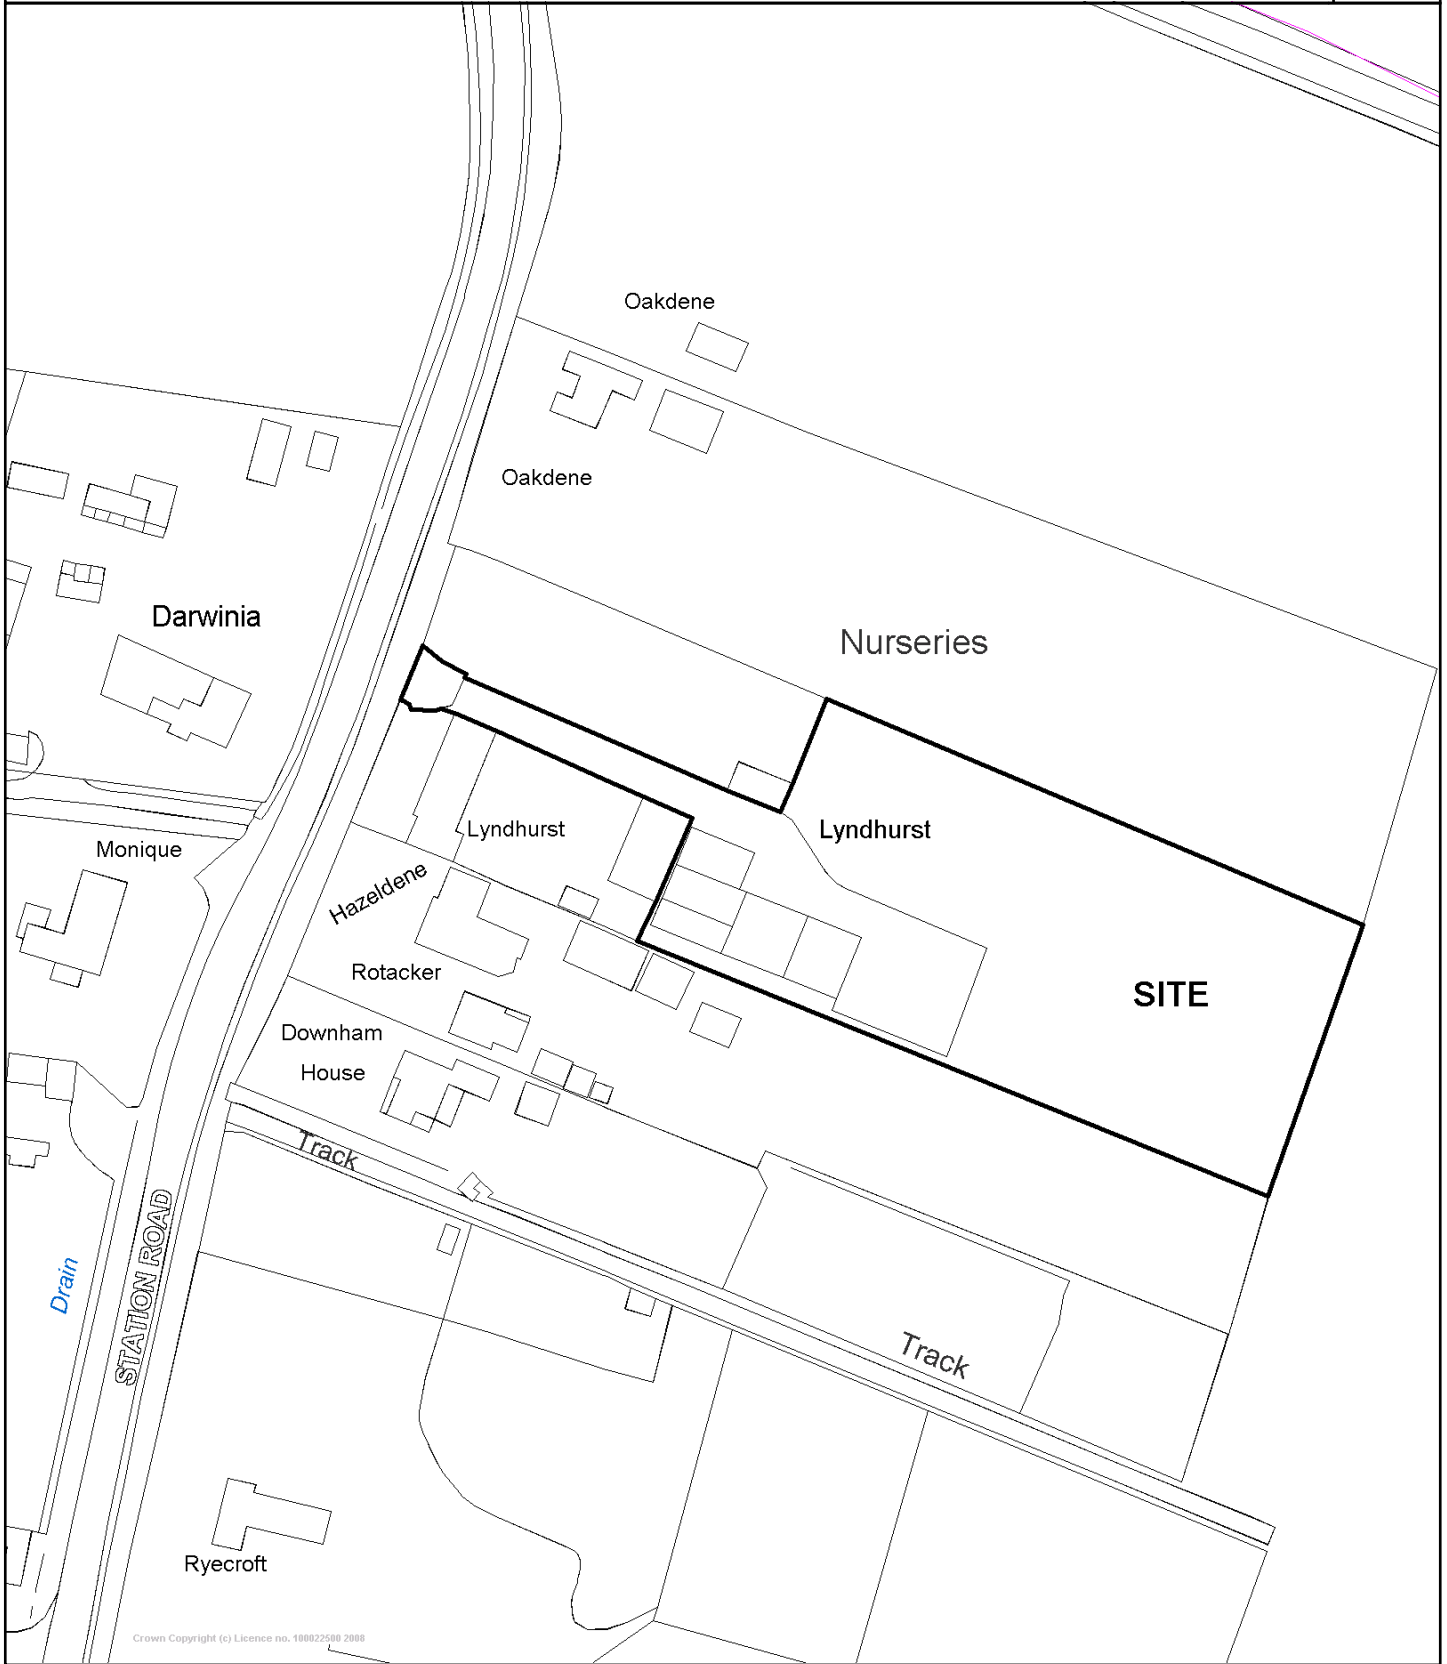 Oakdene
Oakdene
Darwinia
Nurseries
Lyndhurst
Lyndhurst
Monique
Hazeldene
Rotacker
SITE
Downham
House
Track
STATION ROAD
Drain
Track
Ryecroft
Crown Copyright (c) Licence no. 100022500 2008